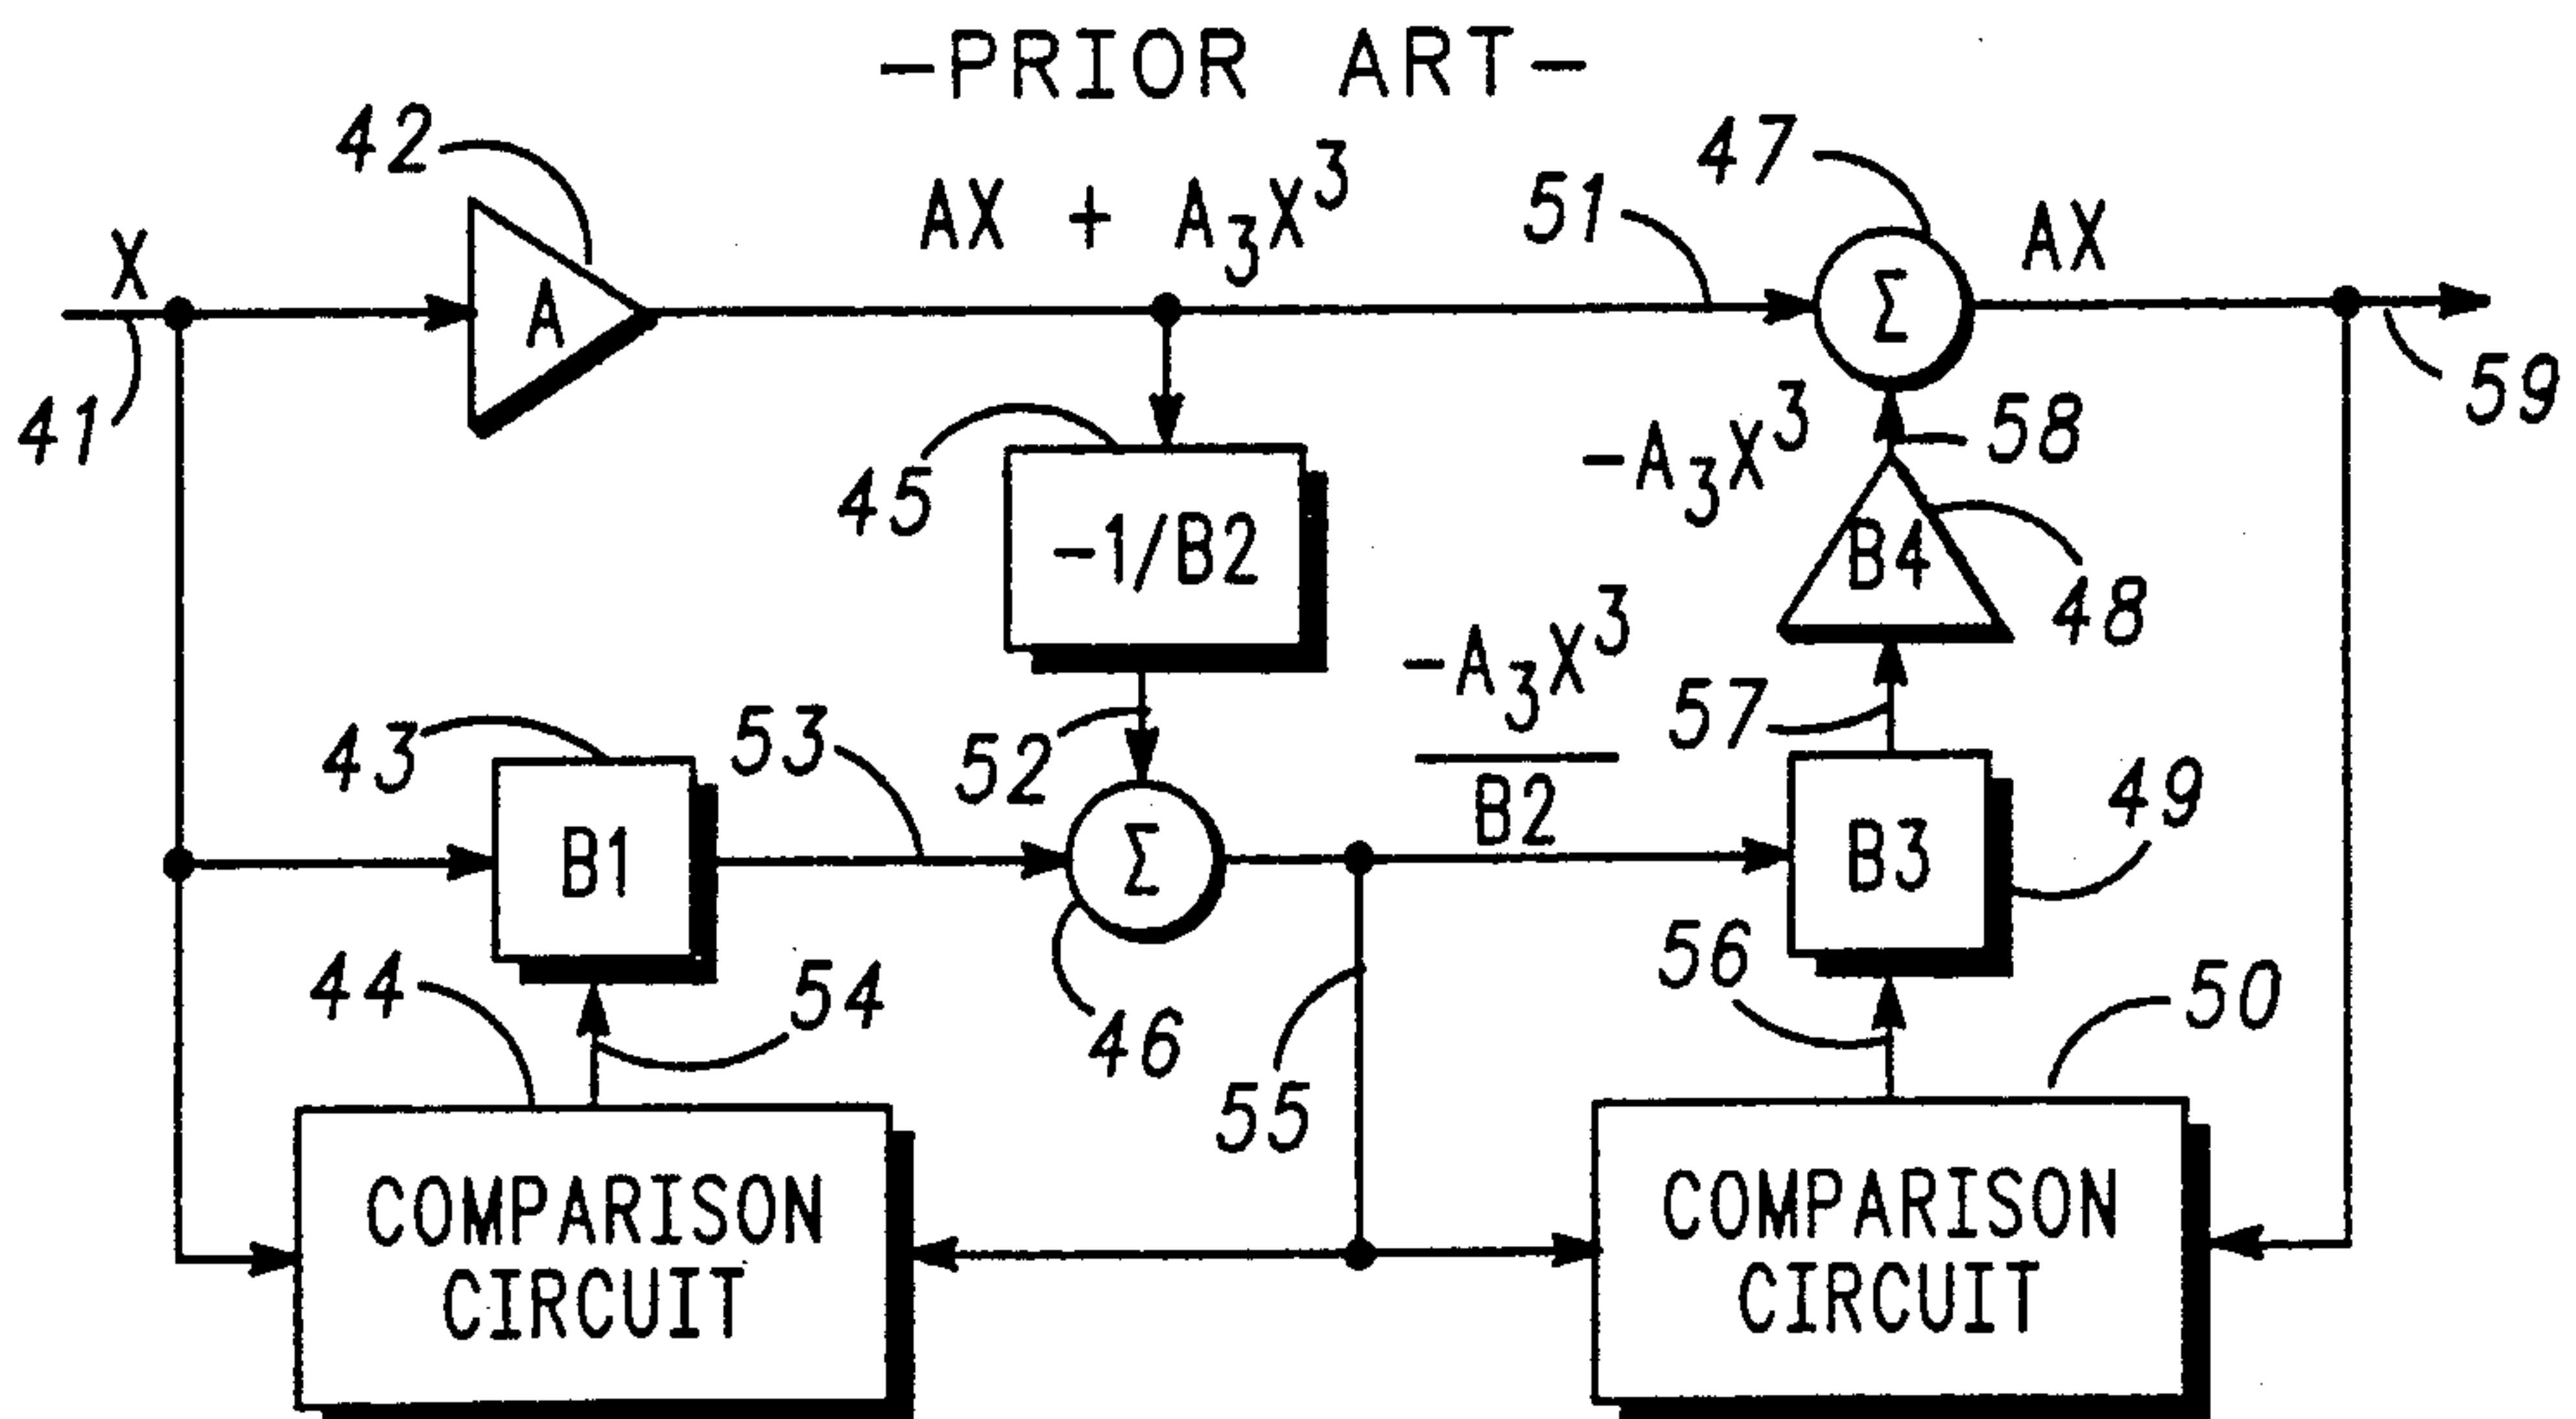 -PRIOR ART-
42
47
X
AX + A₃X³
51
AX
A
Σ
41
59
45
-1/B2
-A₃X³
58
B4
48
43
53
52
-A₃X³
B2
57
49
B1
Σ
B3
44
54
46
55
56
50
COMPARISON
CIRCUIT
COMPARISON
CIRCUIT